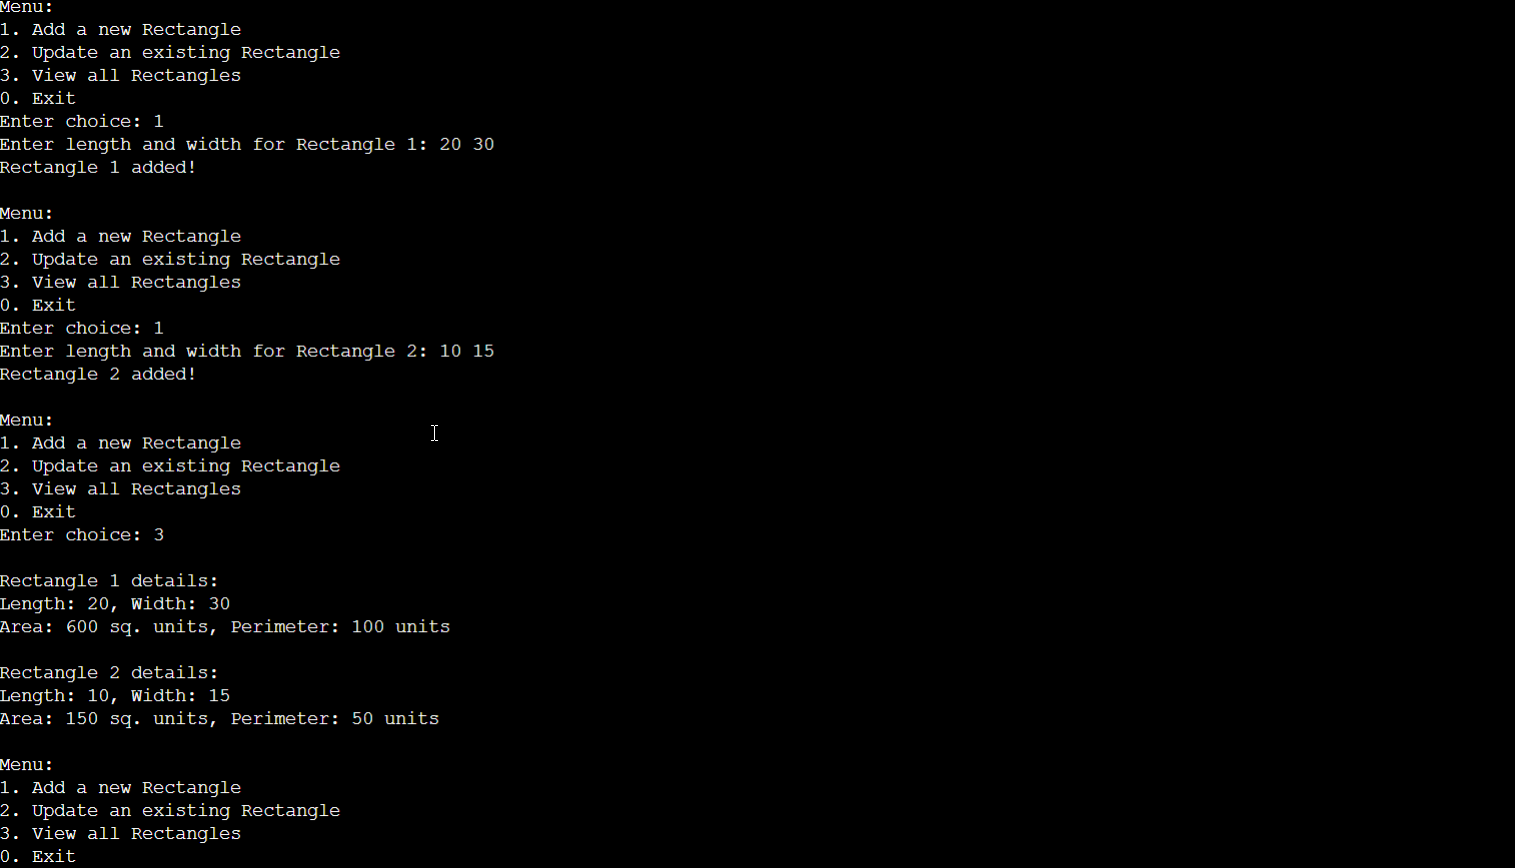 Menu:
1. Add a new Rectangle
2. Update an existing Rectangle
3. View all Rectangles
0. Exit
Enter choice: 1
Enter length and width for Rectangle 1: 20 30
Rectangle 1 added!
Menu:
1. Add a new Rectangle
2. Update an existing Rectangle
3. View all Rectangles
0. Exit
Enter choice: 1
Enter length and width for Rectangle 2: 10 15
Rectangle 2 added!
Menu:
1. Add a new Rectangle
2. Update an existing Rectangle
3. View all Rectangles
0. Exit
Enter choice: 3
Rectangle 1 details:
Length: 20, Width: 30
Area: 600 sq. units, Perimeter: 100 units
Rectangle 2 details:
Length: 10, Width: 15
Area: 150 sq. units, Perimeter: 50 units
Menu:
1. Add a new Rectangle
2. Update an existing Rectangle
3. View all Rectangles
0. Exit